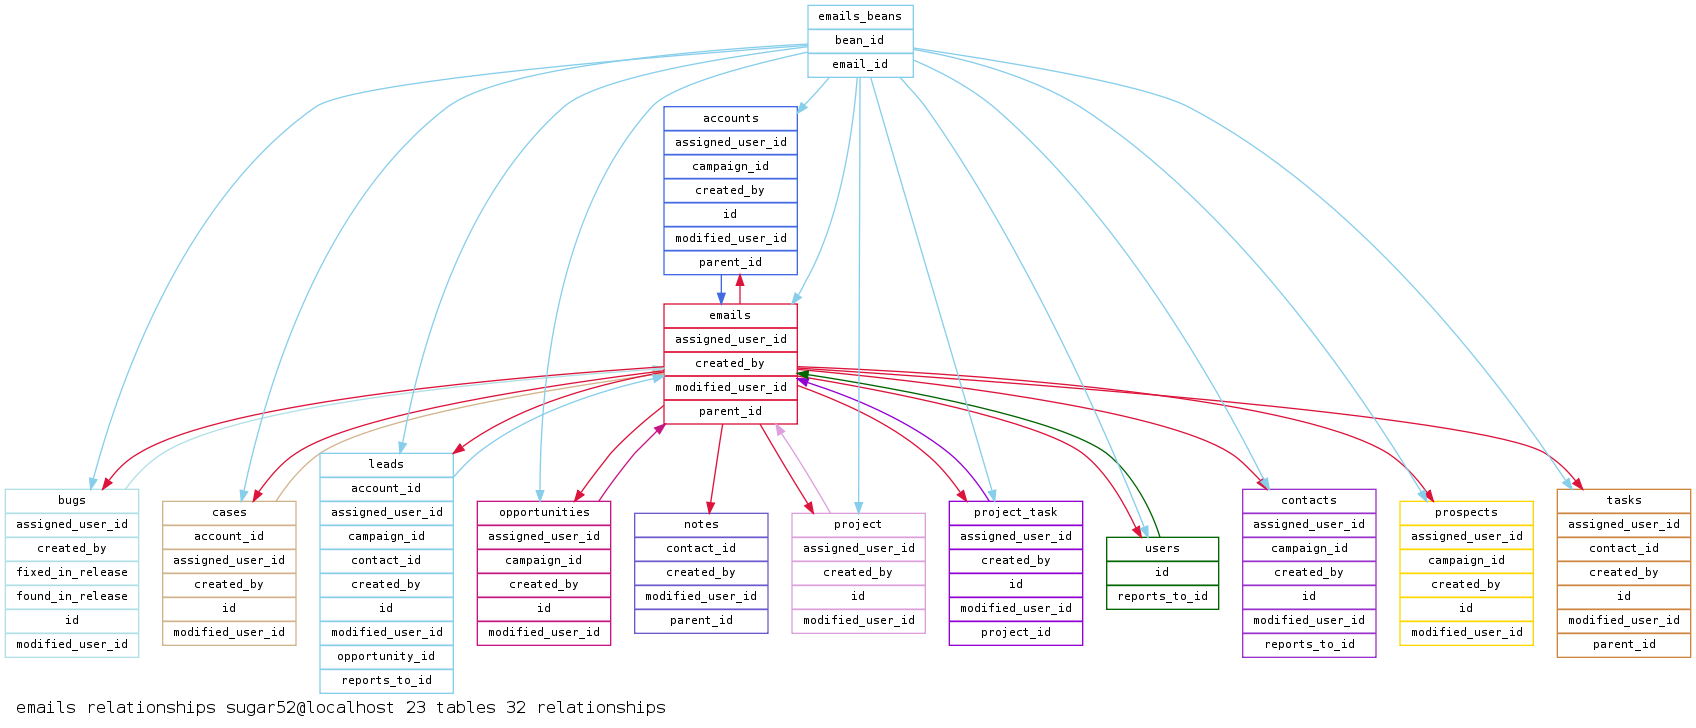 emails_beans
bean_id
email_id
accounts
assigned_user_id
campaign_id
created_by
id
modified_user_id
parent_id
emails
assigned_user_id
created_by
modified_user_id
parent_id
bugs
assigned_user_id
created_by
fixed_in_release
found_in_release
id
modified_user_id
cases
account_id
assigned_user_id
created_by
id
modified_user_id
leads
account_id
assigned_user_id
campaign_id
contact_id
created_by
id
modified_user_id
opportunity_id
reports_to_id
opportunities
assigned_user_id
campaign_id
created_by
id
modified_user_id
notes
contact_id
created_by
modified_user_id
parent_id
project
assigned_user_id
created_by
id
modified_user_id
project_task
assigned_user_id
created_by
id
modified_user_id
project_id
users
id
reports_to_id
contacts
assigned_user_id
campaign_id
created_by
id
modified_user_id
reports_to_id
prospects
assigned_user_id
campaign_id
created_by
id
modified_user_id
tasks
assigned_user_id
contact_id
created_by
id
modified_user_id
parent_id
emails relationships sugar52@localhost 23 tables 32 relationships